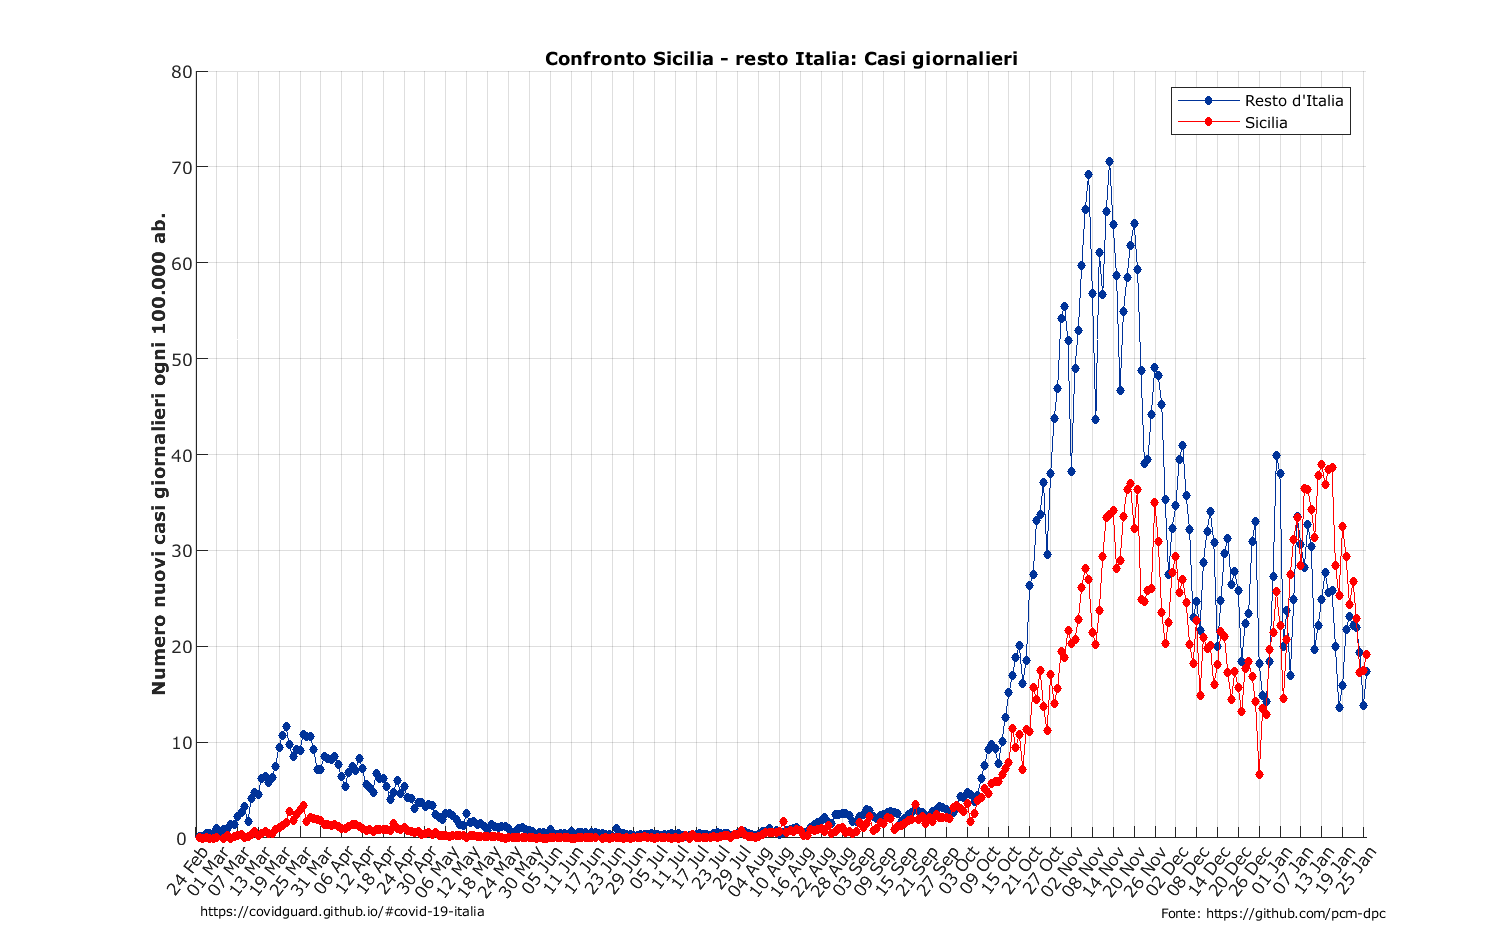 Confronto Sicilia - resto Italia: Casi giornalieri
Resto d'Italia
Sicilia
Numero nuovi casi giornalieri ogni 100.000 ab.
80
70
60
50
40
30
20
10
0
24 Feb
01 Mar
07 Mar
13 Mar
19 Mar
25 Mar
31 Mar
06 Apr
12 Apr
18 Apr
24 Apr
30 Apr
06 May
12 May
18 May
24 May
30 May
05 Jun
11 Jun
17 Jun
23 Jun
29 Jun
05 Jul
11 Jul
17 Jul
23 Jul
29 Jul
04 Aug
10 Aug
16 Aug
22 Aug
28 Aug
03 Sep
09 Sep
15 Sep
21 Sep
27 Sep
03 Oct
09 Oct
15 Oct
21 Oct
27 Oct
02 Nov
08 Nov
14 Nov
20 Nov
26 Nov
02 Dec
08 Dec
14 Dec
20 Dec
26 Dec
01 Jan
07 Jan
13 Jan
19 Jan
25 Jan
https://covidguard.github.io/#covid-19-italia
Fonte: https://github.com/pcm-dpc